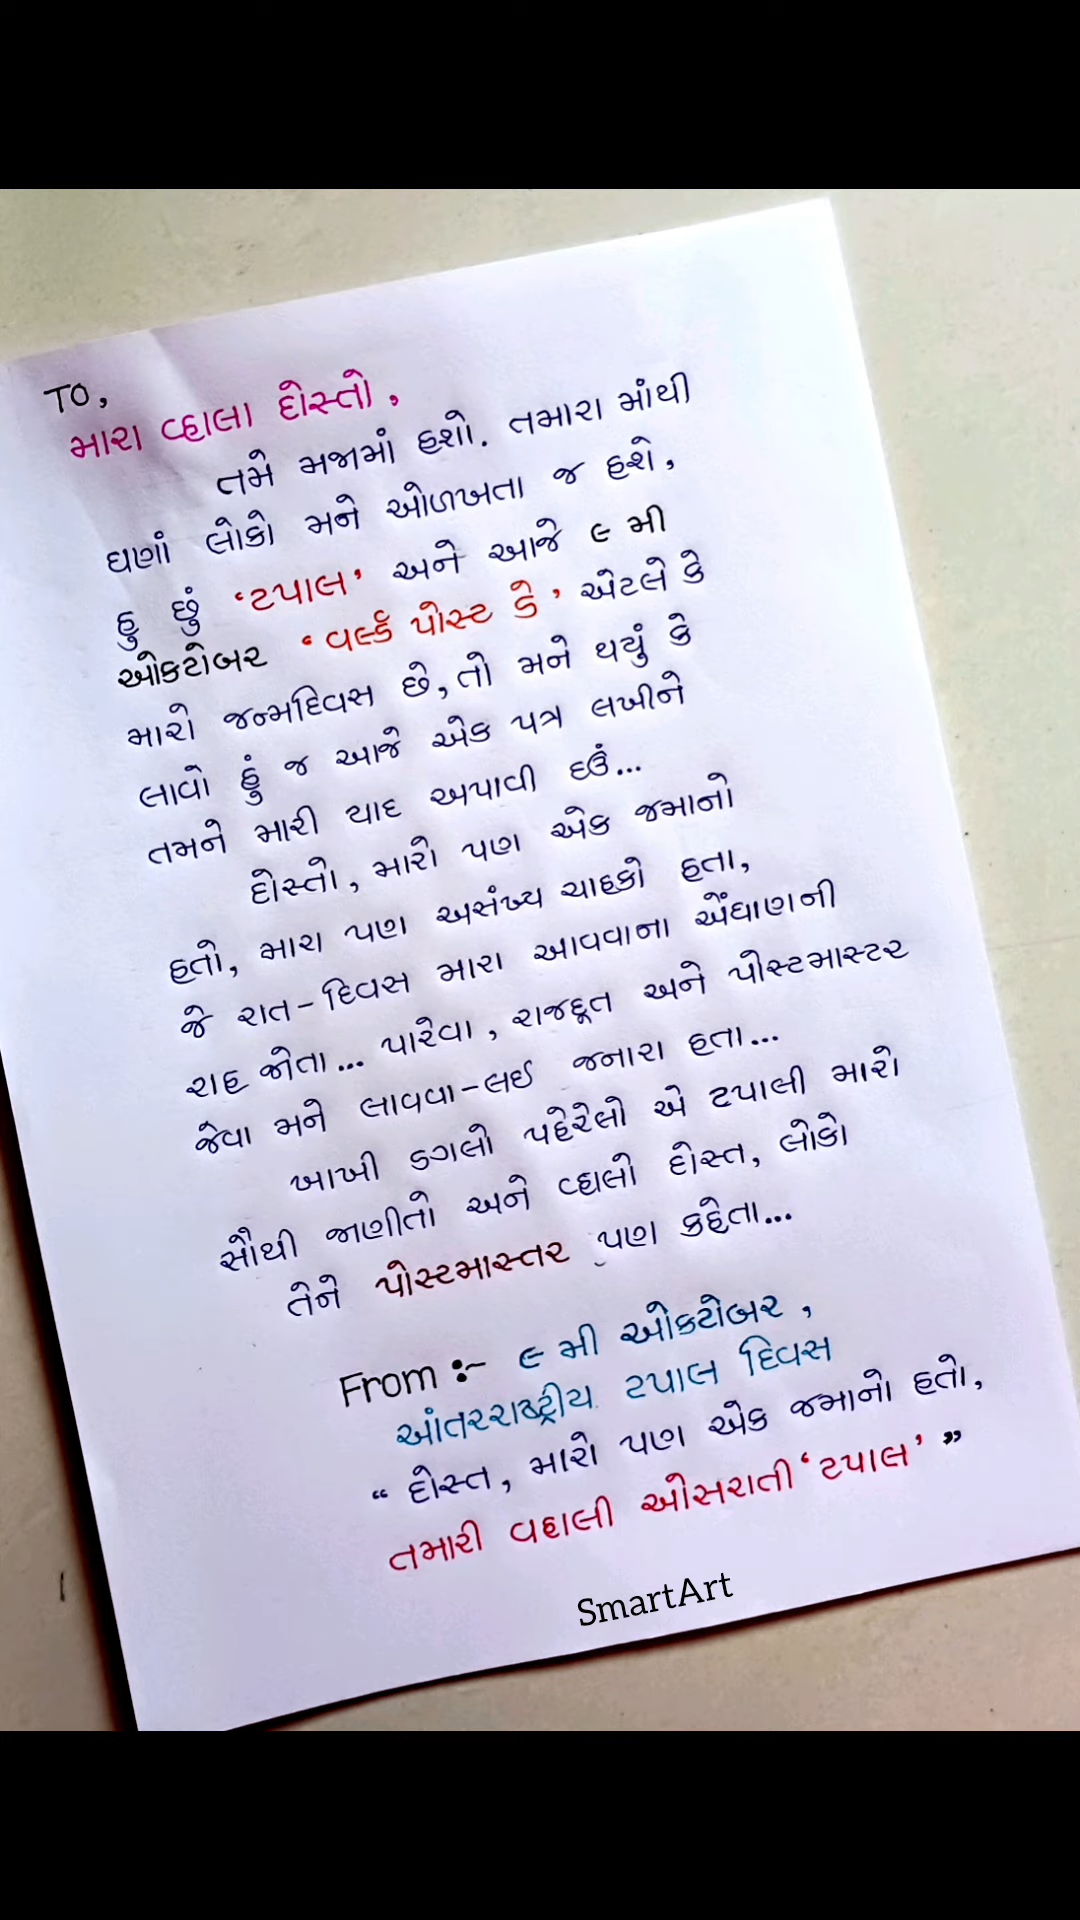 TO,
મારા વ્હાલા દોસ્તો,
તમે મજામાં હશો. તમારા માંથી
ઘણાં લોકો મને ઓળખતા જ હશે,
હુ છું 'ટપાલ' અને આજે ૯ મી
ઓકટોબર 'વર્લ્ડ પોસ્ટ ડે' એટલે કે
મારો જન્મદિવસ છે, તો મને થયું કે
લાવો હું જ આજે એક પત્ર લખીને
તમને મારી યાદ અપાવી દઉં...
દોસ્તો, મારો પણ એક જમાનો
હતો, મારા પણ અસંખ્ય ચાહકો હતા,
જે રાત-દિવસ મારા આવવાના એંધાણની
રાહ જોતા... પારેવા, રાજદૂત અને પોસ્ટમાસ્ટર
જેવા મને લાવવા-લઈ જનારા હતા...
ખાખી ડગલો પહેરેલો એ ટપાલી મારો
સૌથી જાણીતો અને વ્હાલો દોસ્ત, લોકો
તેને પોસ્ટમાસ્તર પણ કહેતા...
From :- ૯ મી ઓકટોબર,
આંતરરાષ્ટ્રીય ટપાલ દિવસ
"દોસ્ત, મારો પણ એક જમાનો હતો,
તમારી વહાલી ઓસરાતી 'ટપાલ'"
SmartArt